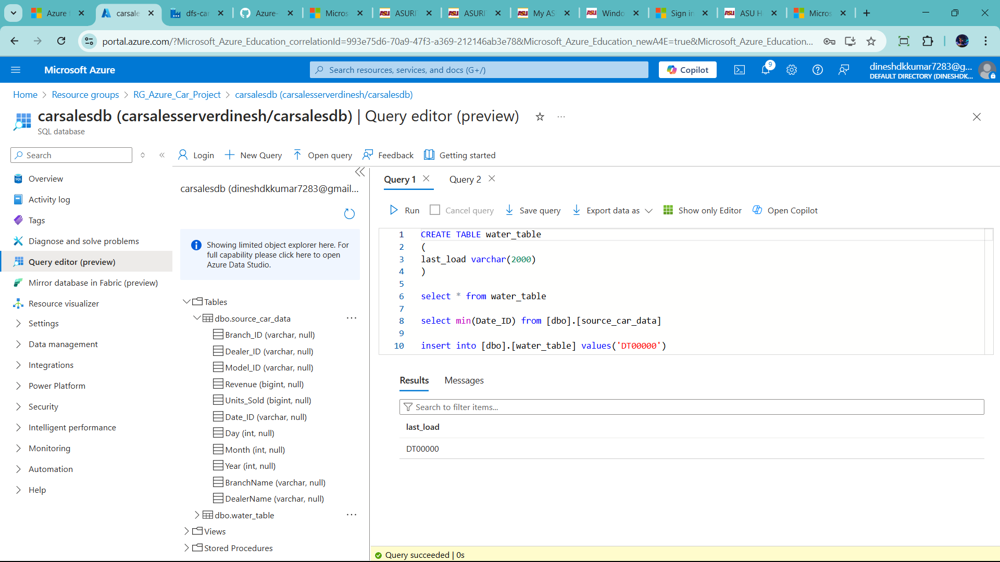 Azure
carsale
dfs-car
Azure-
Micros
ASURI
ASURI
My AS
Windo
Sign in
ASU H
Micros
portal.azure.com/?Microsoft_Azure_Education_correlationId=993e75d6-70a9-47f3-a369-212146ab3e78&Microsoft_Azure_Education_newA4E=true&Microsoft_Azure_Education...
Microsoft Azure
Search resources, services, and docs (G+/)
Copilot
9
dineshdkkumar7283@g...
DEFAULT DIRECTORY (DINESHDK...
Home > Resource groups > RG_Azure_Car_Project > carsalesdb (carsalesserverdinesh/carsalesdb)
carsalesdb (carsalesserverdinesh/carsalesdb) | Query editor (preview)
SQL database
Search
Login
New Query
Open query
Feedback
Getting started
Overview
Activity log
Tags
Diagnose and solve problems
Query editor (preview)
Mirror database in Fabric (preview)
Resource visualizer
Settings
Data management
Integrations
Power Platform
Security
Intelligent performance
Monitoring
Automation
Help
carsalesdb (dineshdkkumar7283@gmail...
Showing limited object explorer here. For
full capability please click here to open
Azure Data Studio.
Tables
dbo.source_car_data
Branch_ID (varchar, null)
Dealer_ID (varchar, null)
Model_ID (varchar, null)
Revenue (bigint, null)
Units_Sold (bigint, null)
Date_ID (varchar, null)
Day (int, null)
Month (int, null)
Year (int, null)
BranchName (varchar, null)
DealerName (varchar, null)
dbo.water_table
Views
Stored Procedures
Query 1
Query 2
Run
Cancel query
Save query
Export data as
Show only Editor
Open Copilot
1 CREATE TABLE water_table
2 (
3 last_load varchar(2000)
4 )
5
6 select * from water_table
7
8 select min(Date_ID) from [dbo].[source_car_data]
9
10 insert into [dbo].[water_table] values('DT00000')
Results
Messages
Search to filter items...
last_load
DT00000
Query succeeded | 0s